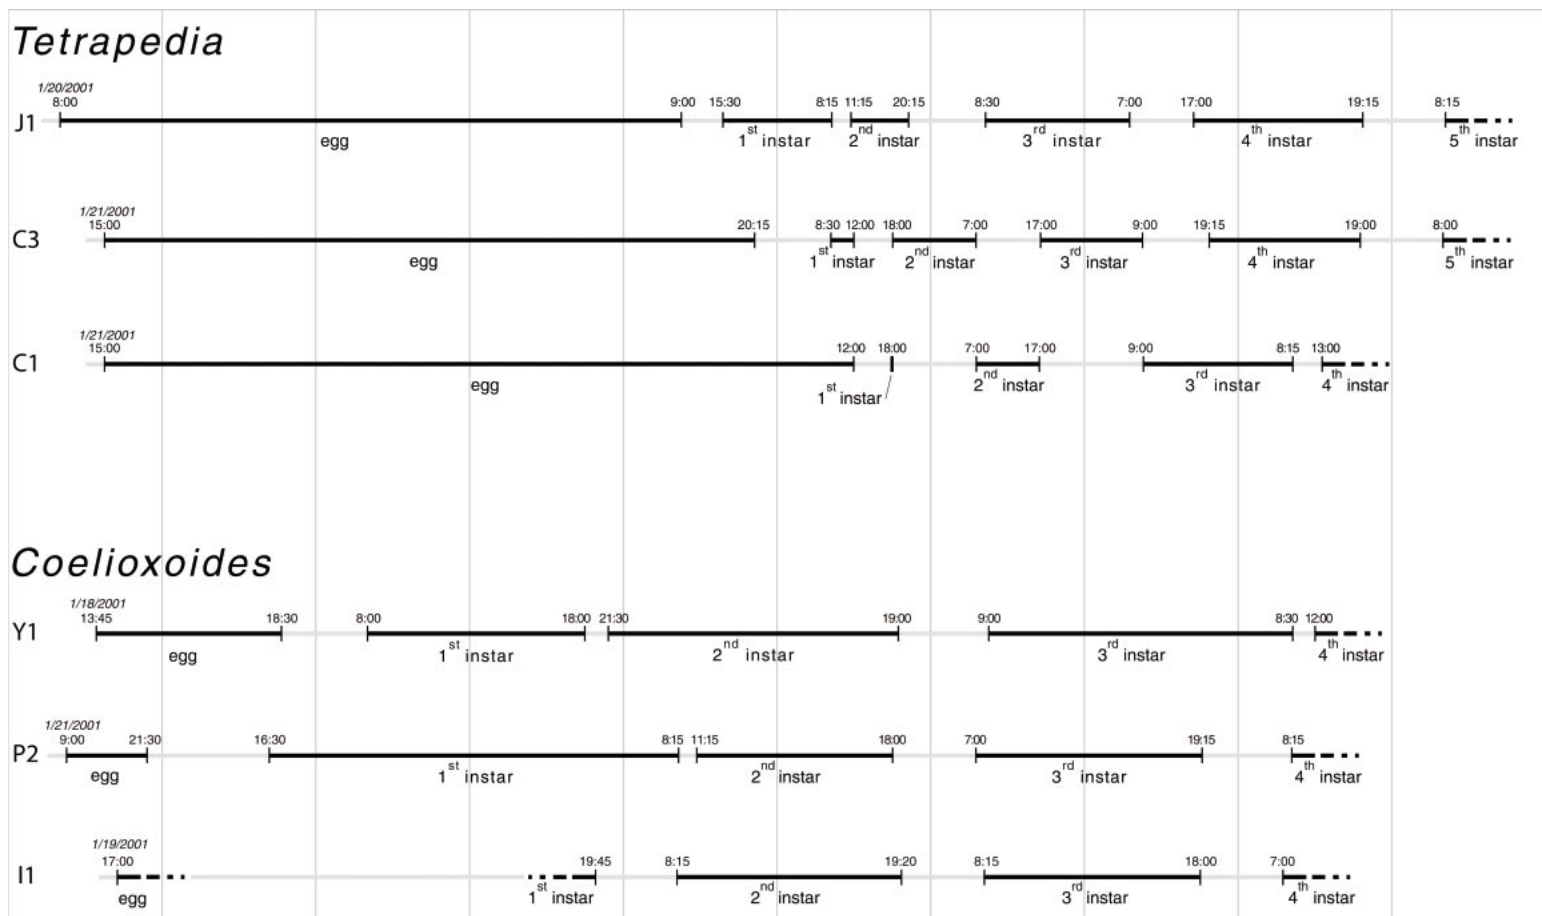 Tetrapedia
1/20/2001
8:00 9:00 15:30 8:15 11:15 20:15 8:30 7:00 17:00 19:15 8:15
J1
egg 1st instar 2nd instar 3rd instar 4th instar 5th instar
1/21/2001
15:00 20:15 8:30 12:00 18:00 7:00 17:00 9:00 19:15 19:00 8:00
C3
egg 1st instar 2nd instar 3rd instar 4th instar 5th instar
1/21/2001
15:00 12:00 18:00 7:00 17:00 9:00 8:15 13:00
C1
egg 1st instar 2nd instar 3rd instar 4th instar
Coelioxoides
1/18/2001
13:45 18:30 8:00 18:00 21:30 19:00 9:00 8:30 12:00
Y1
egg 1st instar 2nd instar 3rd instar 4th instar
1/21/2001
9:00 21:30 16:30 8:15 11:15 18:00 7:00 19:15 8:15
P2
egg 1st instar 2nd instar 3rd instar 4th instar
1/19/2001
17:00 19:45 8:15 19:20 8:15 18:00 7:00
I1
egg 1st instar 2nd instar 3rd instar 4th instar